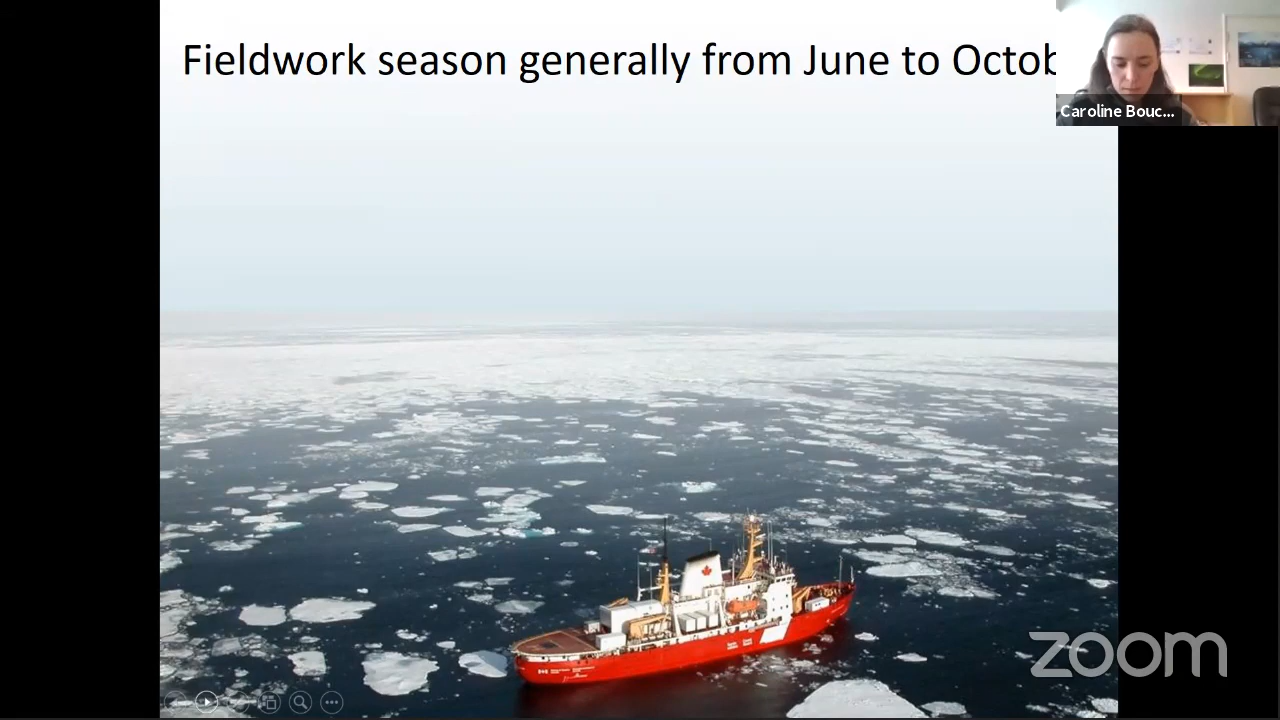 Fieldwork season generally from June to Octob
Caroline Bouc...
zoom